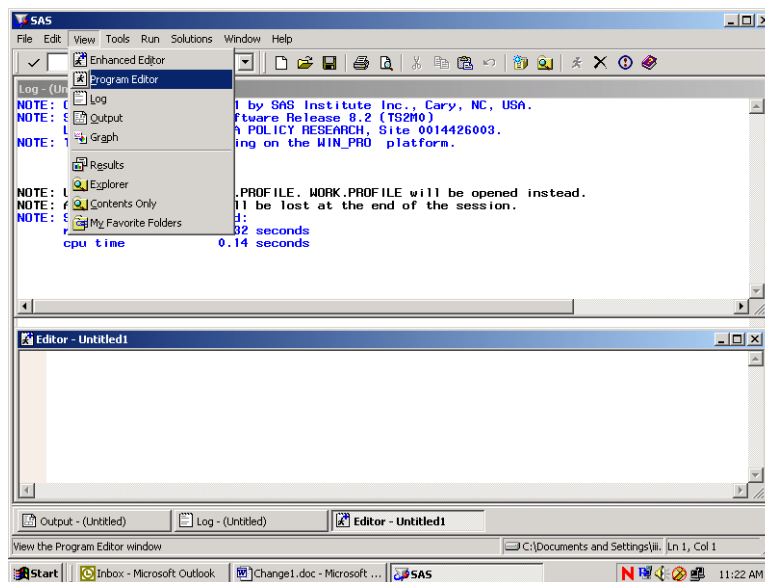 SAS
File Edit View Tools Run Solutions Window Help
Enhanced Editor
Program Editor
Log
Output
Graph
Results
Explorer
Contents Only
My Favorite Folders
Log - (Un
NOTE: 1 by SAS Institute Inc., Cary, NC, USA.
NOTE: S ftware Release 8.2 (TS2M0)
L A POLICY RESEARCH, Site 0014426003.
NOTE: T ing on the WIN_PRO platform.
NOTE: .PROFILE. WORK.PROFILE will be opened instead.
NOTE: ll be lost at the end of the session.
NOTE: S d:
r 32 seconds
cpu time 0.14 seconds
Editor - Untitled1
Output - (Untitled) Log - (Untitled) Editor - Untitled1
View the Program Editor window C:\Documents and Settings\iii. Ln 1, Col 1
Start Inbox - Microsoft Outlook Change1.doc - Microsoft ... SAS N 11:22 AM